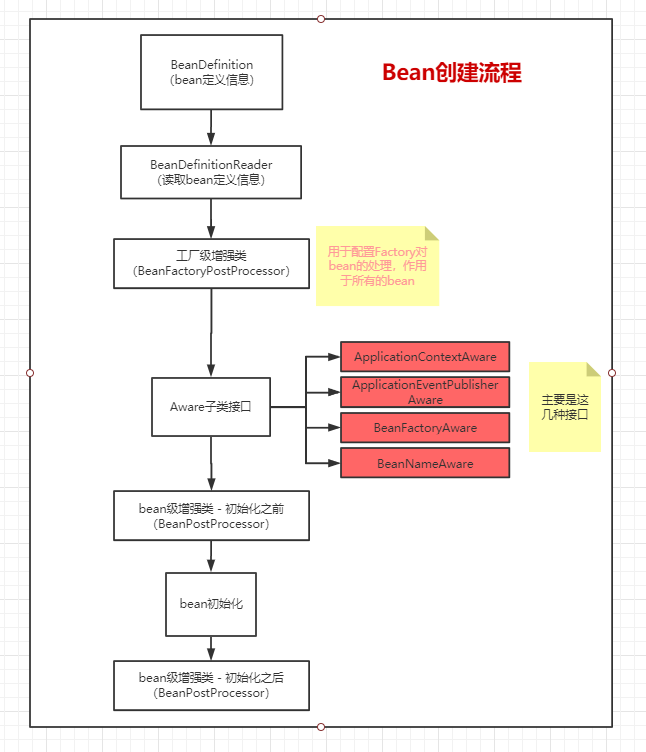 Bean创建流程
BeanDefinition
(bean定义信息)
BeanDefinitionReader
(读取bean定义信息)
工厂级增强类
(BeanFactoryPostProcessor)
用于配置Factory对
bean的处理，作用
于所有的bean
Aware子类接口
ApplicationContextAware
ApplicationEventPublisher
Aware
BeanFactoryAware
BeanNameAware
主要是这
几种接口
bean级增强类 - 初始化之前
(BeanPostProcessor)
bean初始化
bean级增强类 - 初始化之后
(BeanPostProcessor)